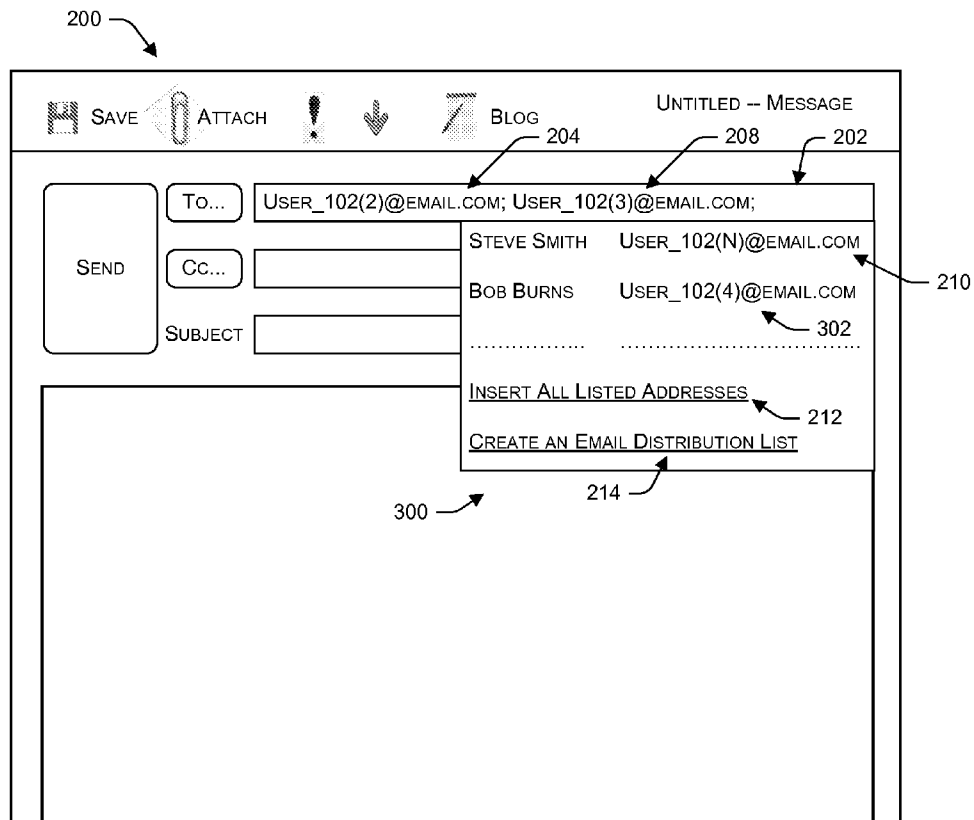 200
SAVE ATTACH BLOG UNTITLED -- MESSAGE
204 208 202
TO... USER_102(2)@EMAIL.COM; USER_102(3)@EMAIL.COM;
SEND CC... STEVE SMITH USER_102(N)@EMAIL.COM
210
BOB BURNS USER_102(4)@EMAIL.COM
SUBJECT 302
INSERT ALL LISTED ADDRESSES
212
CREATE AN EMAIL DISTRIBUTION LIST
214
300